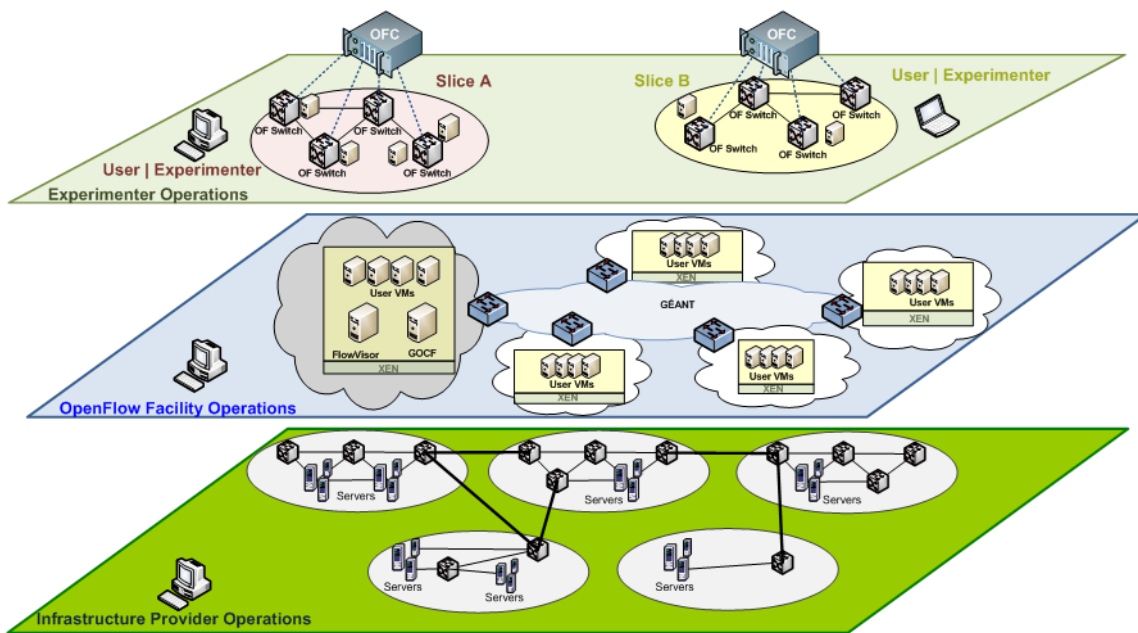 OFC
OFC
Slice A
Slice B
User | Experimenter
OF Switch
OF Switch
OF Switch
OF Switch
OF Switch
OF Switch
OF Switch
OF Switch
User | Experimenter
Experimenter Operations
User VMs
XEN
User VMs
User VMs
XEN
GÉANT
FlowVisor
GOCF
XEN
User VMs
XEN
User VMs
XEN
OpenFlow Facility Operations
Servers
Servers
Servers
Servers
Servers
Servers
Infrastructure Provider Operations